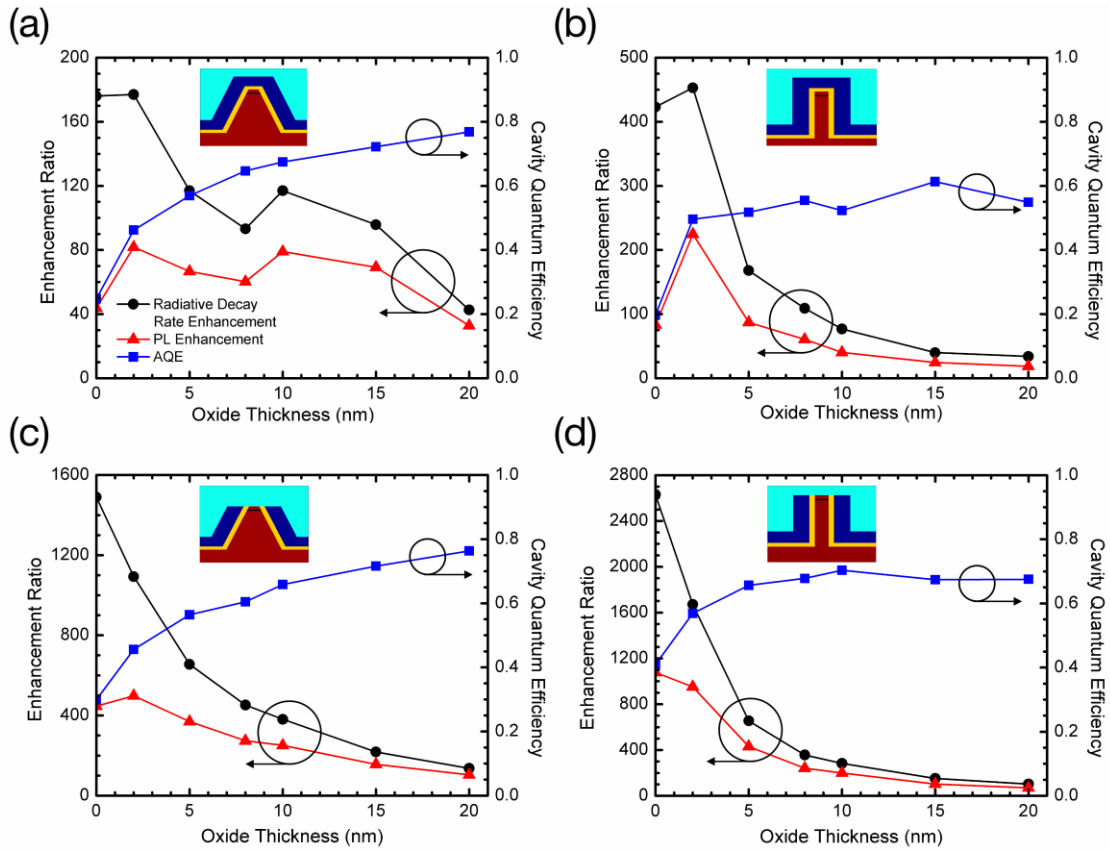 (a)
200
160
120
80
40
0
Enhancement Ratio
1.0
0.8
0.6
0.4
0.2
0.0
Cavity Quantum Efficiency
Radiative Decay
Rate Enhancement
PL Enhancement
AQE
0 5 10 15 20
Oxide Thickness (nm)
(b)
500
400
300
200
100
0
Enhancement Ratio
1.0
0.8
0.6
0.4
0.2
0.0
Cavity Quantum Efficiency
0 5 10 15 20
Oxide Thickness (nm)
(c)
1600
1200
800
400
0
Enhancement Ratio
1.0
0.8
0.6
0.4
0.2
0.0
Cavity Quantum Efficiency
0 5 10 15 20
Oxide Thickness (nm)
(d)
2800
2400
2000
1600
1200
800
400
0
Enhancement Ratio
1.0
0.8
0.6
0.4
0.2
0.0
Cavity Quantum Efficiency
0 5 10 15 20
Oxide Thickness (nm)